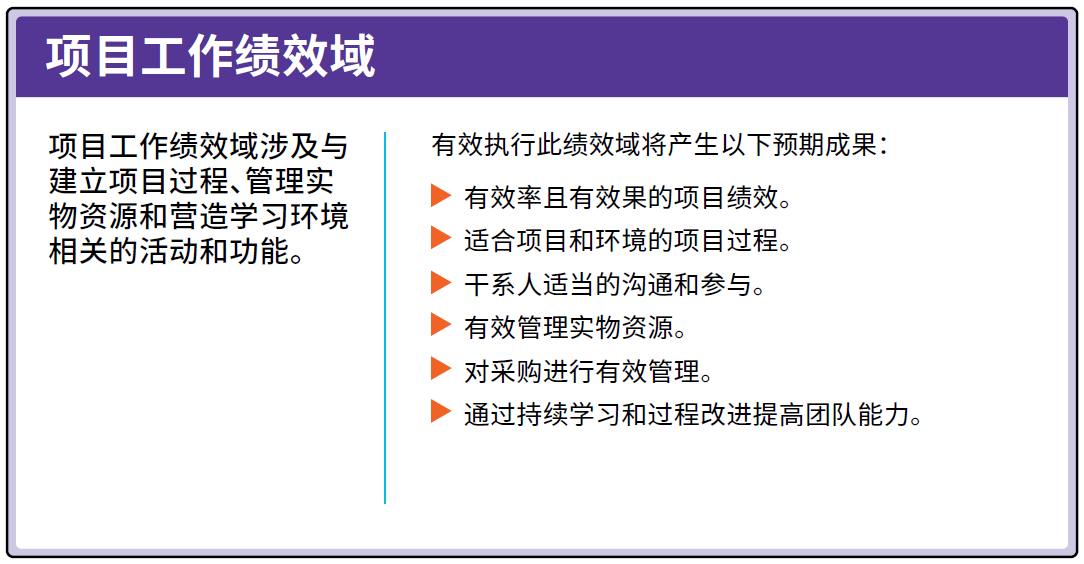 项目工作绩效域
项目工作绩效域涉及与
建立项目过程、管理实
物资源和营造学习环境
相关的活动和功能。
有效执行此绩效域将产生以下预期成果：
有效率且有效果的项目绩效。
适合项目和环境的项目过程。
干系人适当的沟通和参与。
有效管理实物资源。
对采购进行有效管理。
通过持续学习和过程改进提高团队能力。